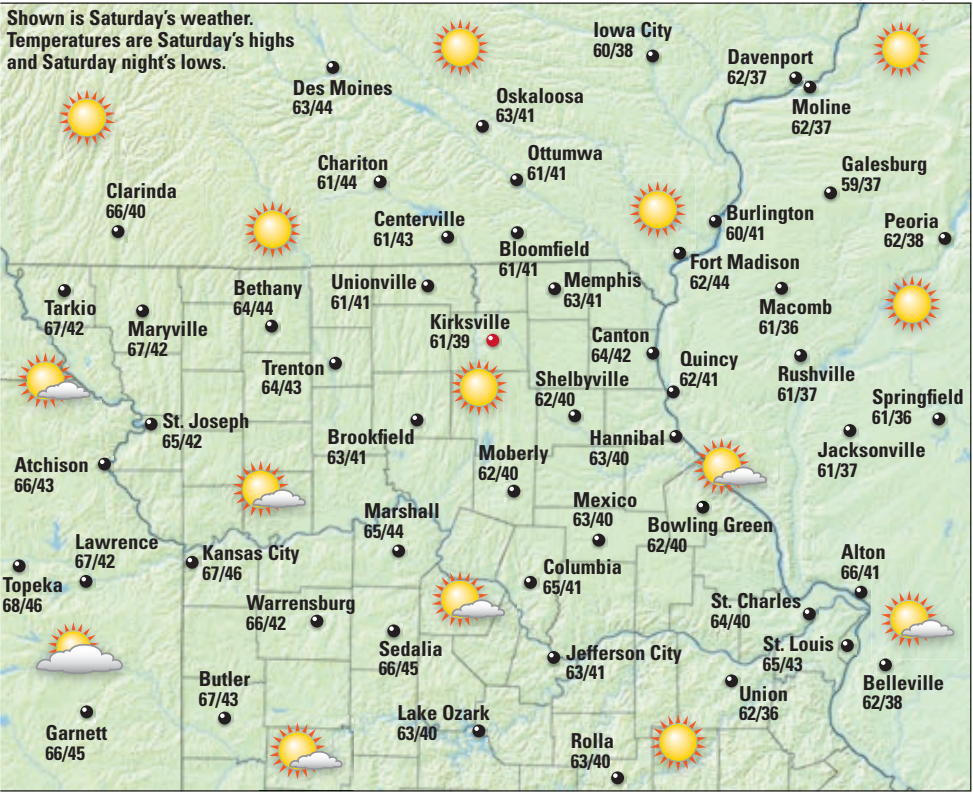 Shown is Saturday's weather.
Temperatures are Saturday's highs
and Saturday night's lows.
Iowa City
60/38
Davenport
62/37
Des Moines
63/44
Moline
62/37
Oskaloosa
63/41
Ottumwa
61/41
Chariton
61/44
Galesburg
59/37
Clarinda
66/40
Centerville
61/43
Burlington
60/41
Peoria
62/38
Bloomfield
61/41
Fort Madison
62/44
Unionville
61/41
Memphis
63/41
Bethany
64/44
Tarkio
67/42
Maryville
67/42
Macomb
61/36
Kirksville
61/39
Canton
64/42
Trenton
64/43
Quincy
62/41
Rushville
61/37
Shelbyville
62/40
Springfield
61/36
St. Joseph
65/42
Brookfield
63/41
Hannibal
63/40
Jacksonville
61/37
Moberly
62/40
Atchison
66/43
Mexico
63/40
Marshall
65/44
Bowling Green
62/40
Lawrence
67/42
Kansas City
67/46
Alton
66/41
Columbia
65/41
Topeka
68/46
Warrensburg
66/42
St. Charles
64/40
Sedalia
66/45
Jefferson City
63/41
St. Louis
65/43
Butler
67/43
Belleville
62/38
Union
62/36
Lake Ozark
63/40
Garnett
66/45
Rolla
63/40